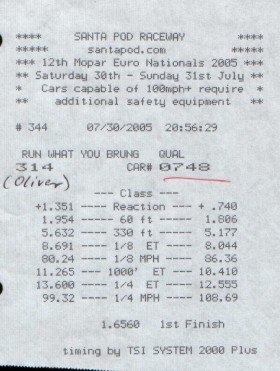 **** SANTA POD RACEWAY ****
***** santapod.com *****
*** 12th Mopar Euro Nationals 2005 ***
** Saturday 30th - Sunday 31st July **
* Cars capable of 100mph+ require *
** additional safety equipment **
# 344 07/30/2005 20:56:29
RUN WHAT YOU BRUNG QUAL
314 CAR# 0748
(Oliver)
--- Class ---
+1.351 --- Reaction --- + .740
1.954 ---- 60 ft ---- 1.806
5.632 ---- 330 ft ---- 5.177
8.691 ---- 1/8 ET ---- 8.044
80.24 ---- 1/8 MPH ---- 86.36
11.265 ---- 1000' ET --- 10.410
13.600 ---- 1/4 ET ---- 12.555
99.32 ---- 1/4 MPH ---- 108.69
1.6560 1st Finish
timing by TSI SYSTEM 2000 Plus